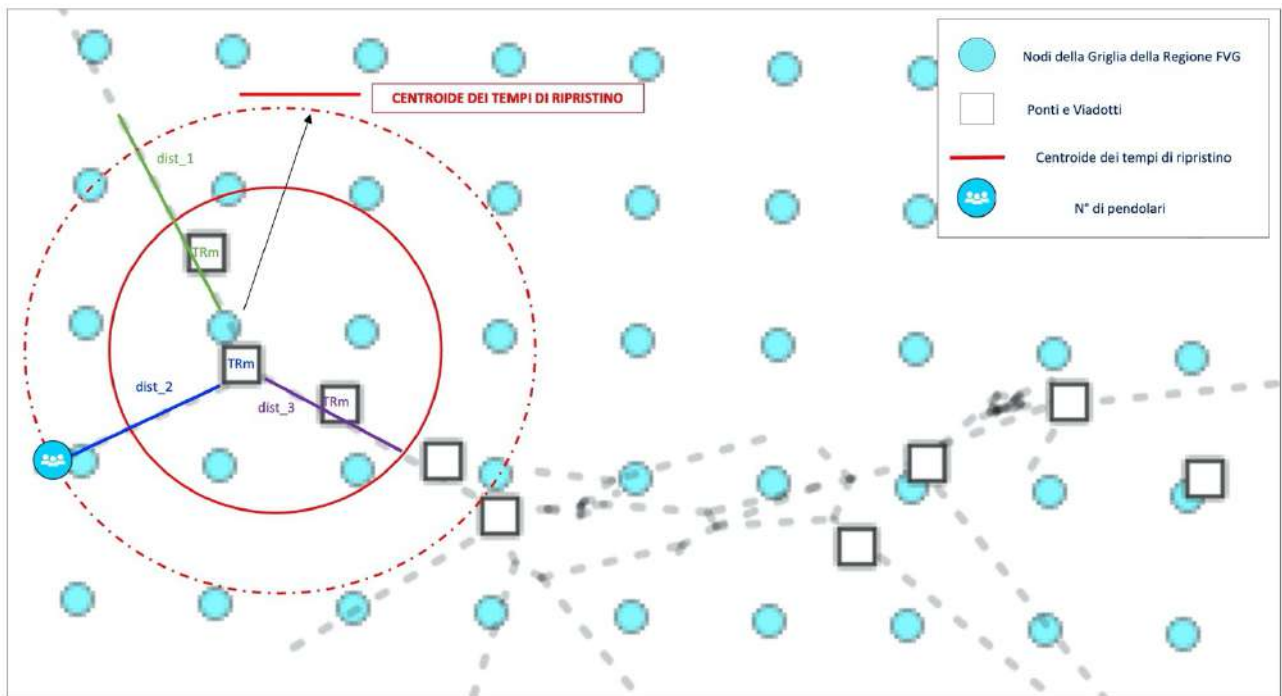 Nodi della Griglia della Regione FVG
CENTROIDE DEI TEMPI DI RIPRISTINO
Ponti e Viadotti
dist_1
Centroide dei tempi di ripristino
N° di pendolari
TRm
TRm
dist_2
TRm
dist_3